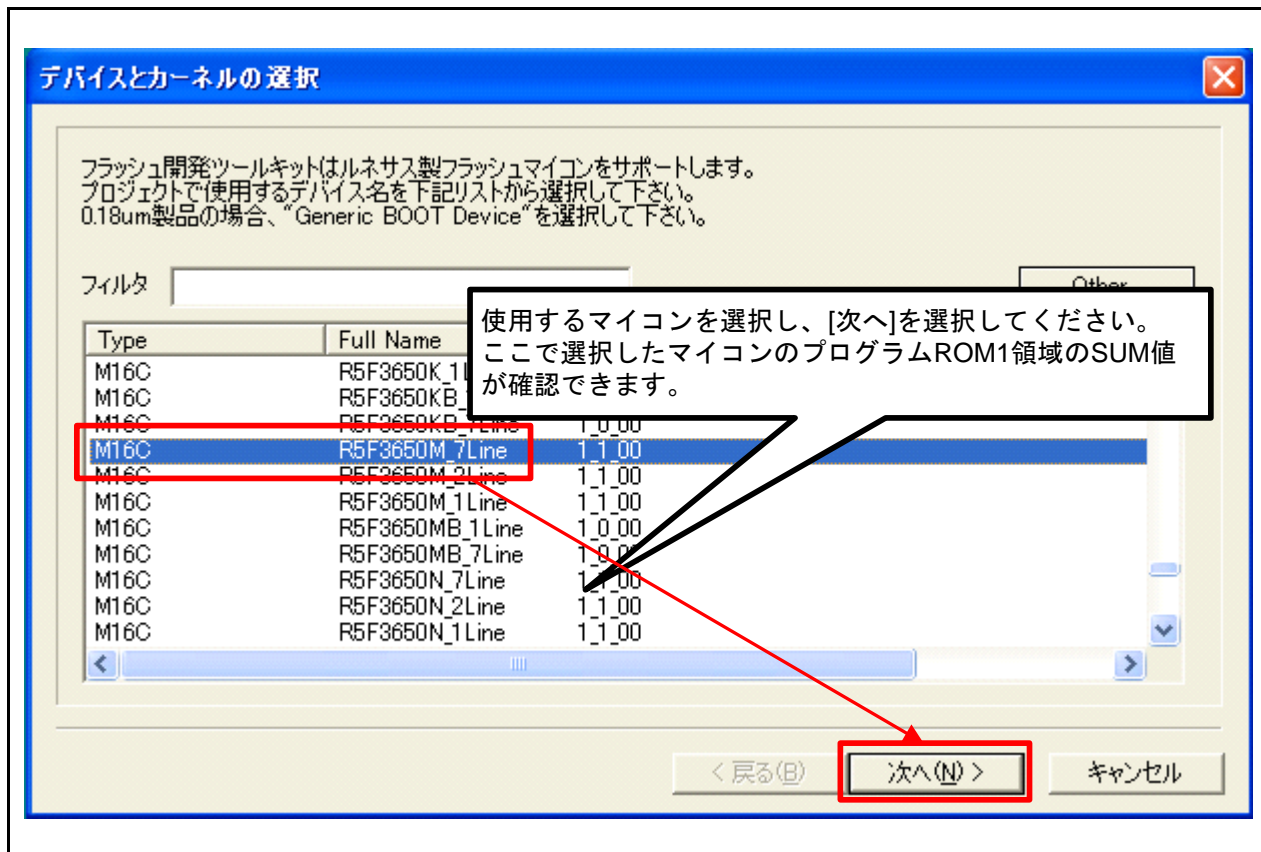 デバイスとカーネルの選択
フラッシュ開発ツールキットはルネサス製フラッシュマイコンをサポートします。
プロジェクトで使用するデバイス名を下記リストから選択して下さい。
0.18um製品の場合、"Generic BOOT Device"を選択して下さい。
フィルタ
Other
使用するマイコンを選択し、[次へ]を選択してください。
ここで選択したマイコンのプログラムROM1領域のSUM値
が確認できます。
Type Full Name
M16C R5F3650K_1L
M16C R5F3650KB_
M16C R5F3650KB_7Line 1_0_00
M16C R5F3650M_7Line 1_1_00
M16C R5F3650M_2Line 1_1_00
M16C R5F3650M_1Line 1_1_00
M16C R5F3650MB_1Line 1_0_00
M16C R5F3650MB_7Line 1_0_00
M16C R5F3650N_7Line 1_1_00
M16C R5F3650N_2Line 1_1_00
M16C R5F3650N_1Line 1_1_00
< 戻る(B) 次へ(N) > キャンセル